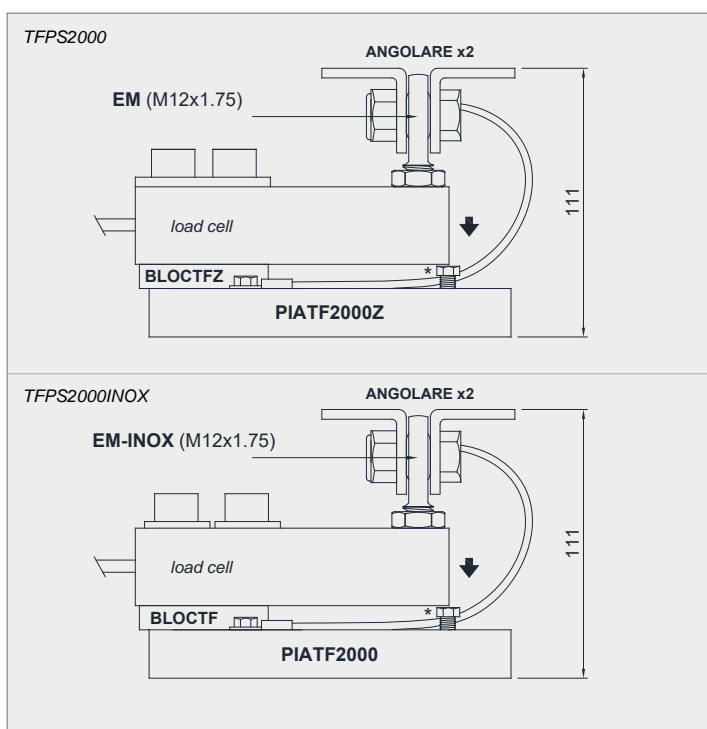 TFPS2000
ANGOLARE x2
EM (M12x1.75)
load cell
111
*
BLOCTFZ
PIATF2000Z
TFPS2000INOX
ANGOLARE x2
EM-INOX (M12x1.75)
load cell
111
*
BLOCTF
PIATF2000